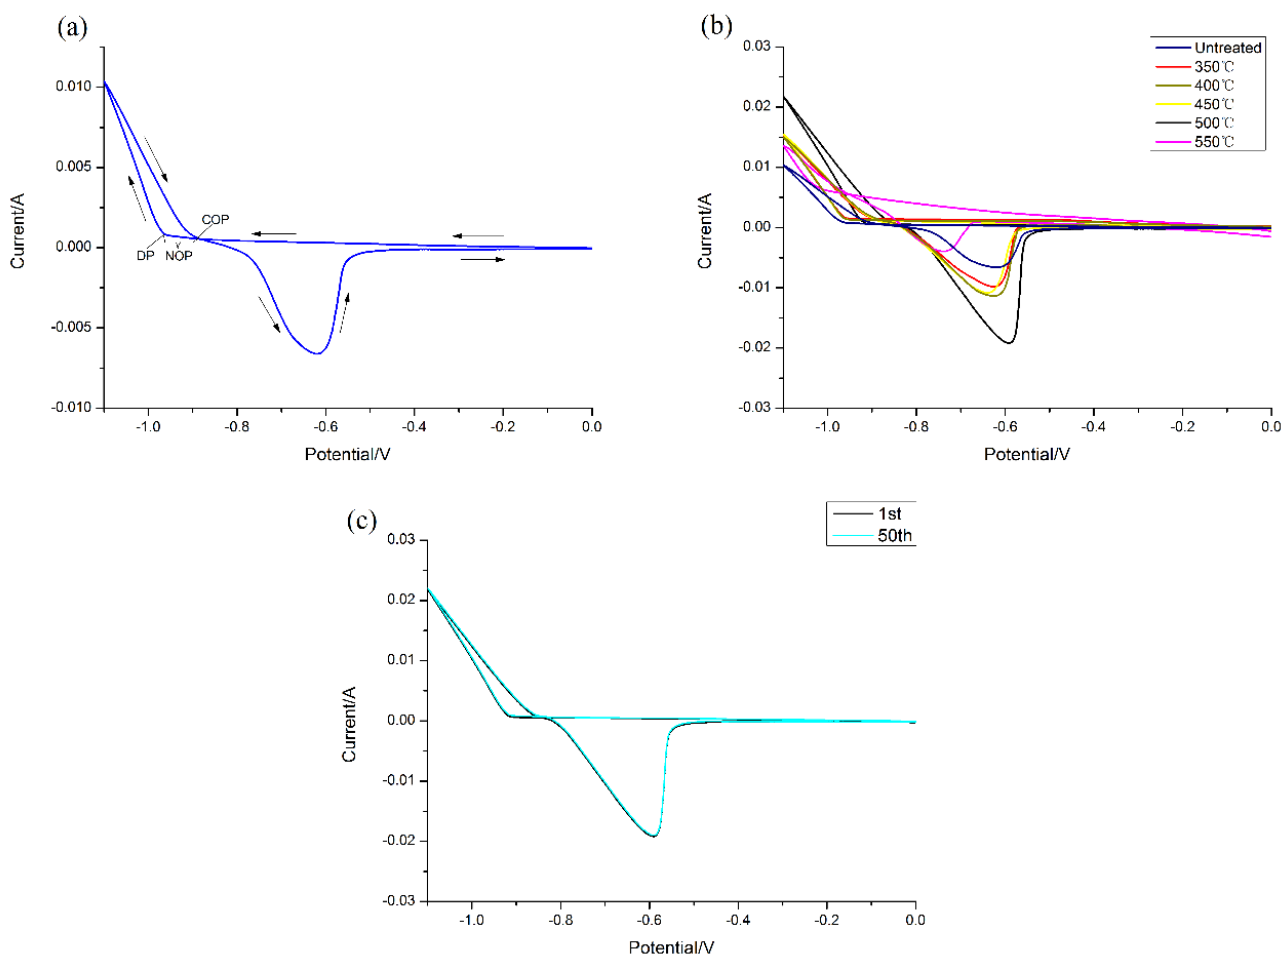 (a)
0.010
0.005
0.000
-0.005
-0.010
Current/A
COP
DP
NOP
-1.0
-0.8
-0.6
-0.4
-0.2
0.0
Potential/V
(b)
0.03
0.02
0.01
0.00
-0.01
-0.02
-0.03
Current/A
Untreated
350℃
400℃
450℃
500℃
550℃
-1.0
-0.8
-0.6
-0.4
-0.2
0.0
Potential/V
(c)
1st
50th
0.03
0.02
0.01
0.00
-0.01
-0.02
-0.03
Current/A
-1.0
-0.8
-0.6
-0.4
-0.2
0.0
Potential/V